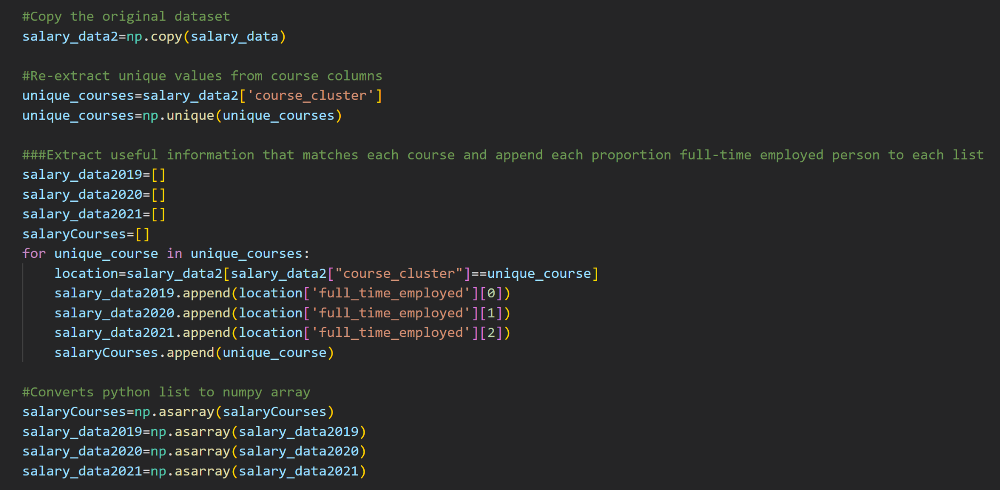 #Copy the original dataset
salary_data2=np.copy(salary_data)
#Re-extract unique values from course columns
unique_courses=salary_data2['course_cluster']
unique_courses=np.unique(unique_courses)
###Extract useful information that matches each course and append each proportion full-time employed person to each list
salary_data2019=[]
salary_data2020=[]
salary_data2021=[]
salaryCourses=[]
for unique_course in unique_courses:
    location=salary_data2[salary_data2["course_cluster"]==unique_course]
    salary_data2019.append(location['full_time_employed'][0])
    salary_data2020.append(location['full_time_employed'][1])
    salary_data2021.append(location['full_time_employed'][2])
    salaryCourses.append(unique_course)
#Converts python list to numpy array
salaryCourses=np.asarray(salaryCourses)
salary_data2019=np.asarray(salary_data2019)
salary_data2020=np.asarray(salary_data2020)
salary_data2021=np.asarray(salary_data2021)